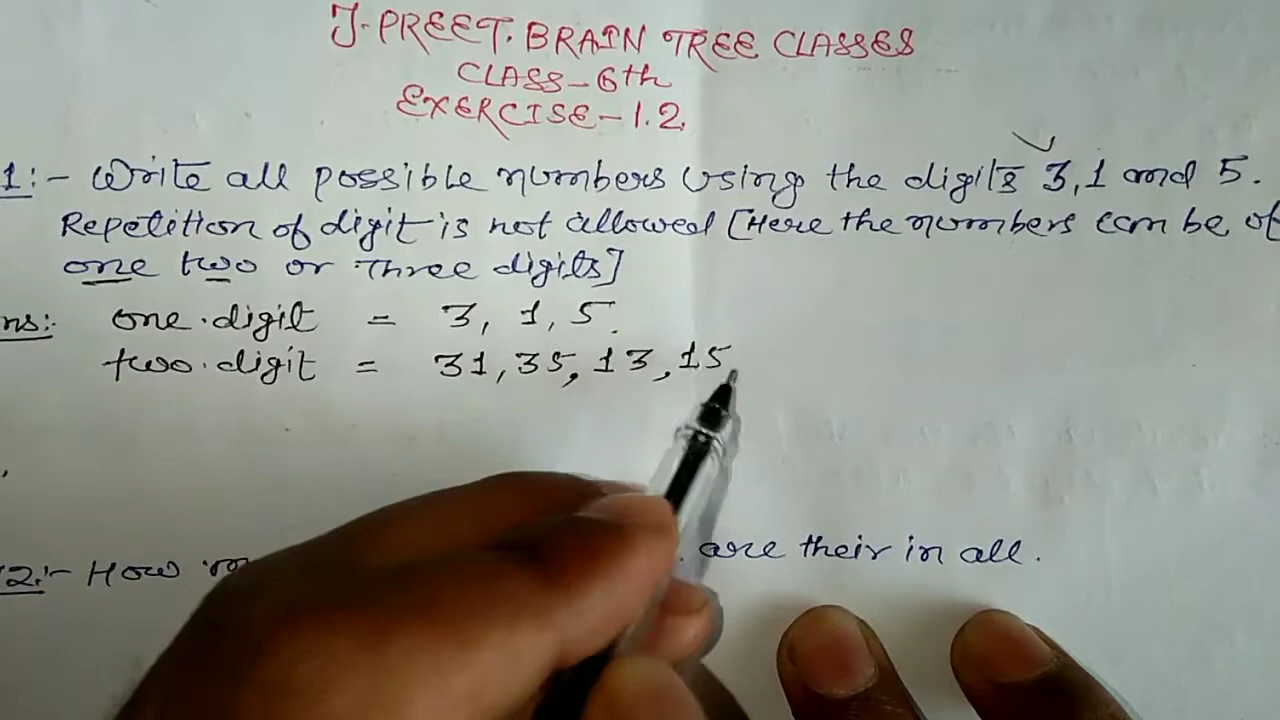 J. PREET. BRAIN TREE CLASSES
CLASS-6th
EXERCISE-1.2
1:- Write all possible numbers using the digits 3,1 and 5.
Repetition of digit is not allowed [Here the numbers can be of
one two or Three digits]
ns:- one.digit = 3, 1, 5.
two.digit = 31, 35, 13, 15
2:- How are their in all.